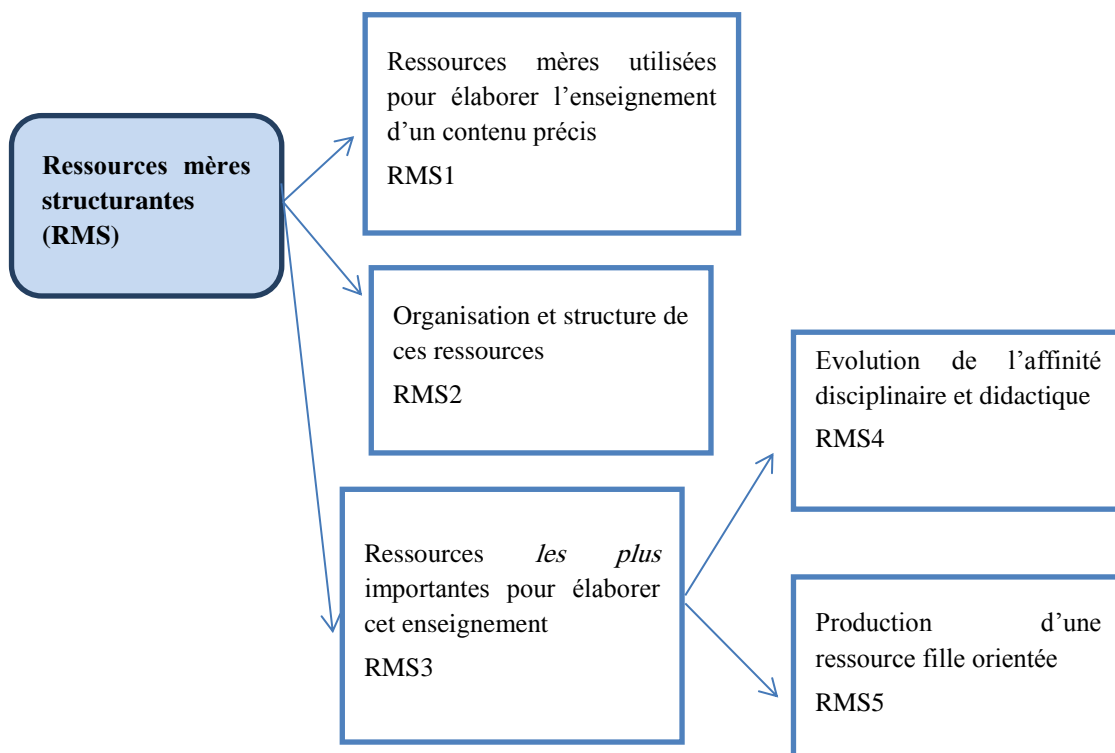 Ressources mères
structurantes
(RMS)
Ressources mères utilisées
pour élaborer l’enseignement
d’un contenu précis
RMS1
Organisation et structure de
ces ressources
RMS2
Ressources les plus
importantes pour élaborer
cet enseignement
RMS3
Evolution de l’affinité
disciplinaire et didactique
RMS4
Production d’une
ressource fille orientée
RMS5